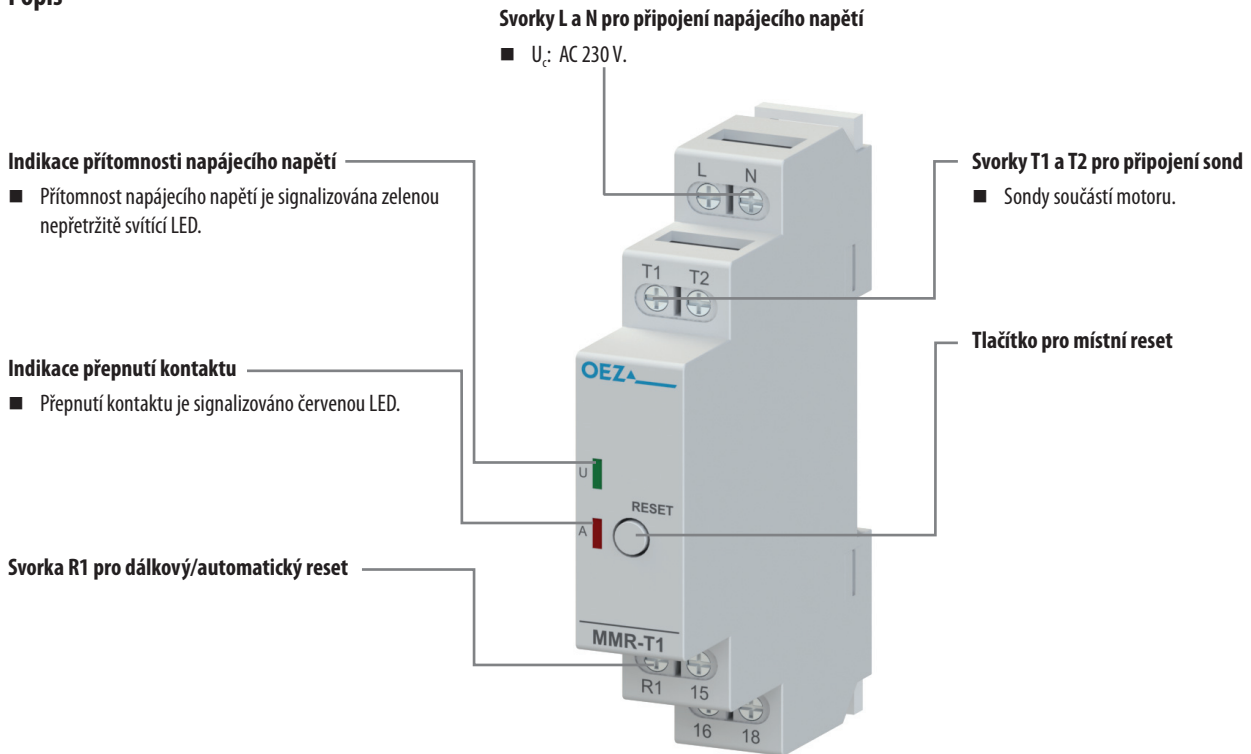 Popis
Svorky L a N pro připojení napájecího napětí
■ Uc: AC 230 V.
Indikace přítomnosti napájecího napětí
■ Přítomnost napájecího napětí je signalizována zelenou
nepřetržitě svítící LED.
Svorky T1 a T2 pro připojení sond
■ Sondy součástí motoru.
Tlačítko pro místní reset
Indikace přepnutí kontaktu
■ Přepnutí kontaktu je signalizováno červenou LED.
Svorka R1 pro dálkový/automatický reset
L N
T1 T2
OEZ
U
RESET
A
MMR-T1
R1 15
16 18